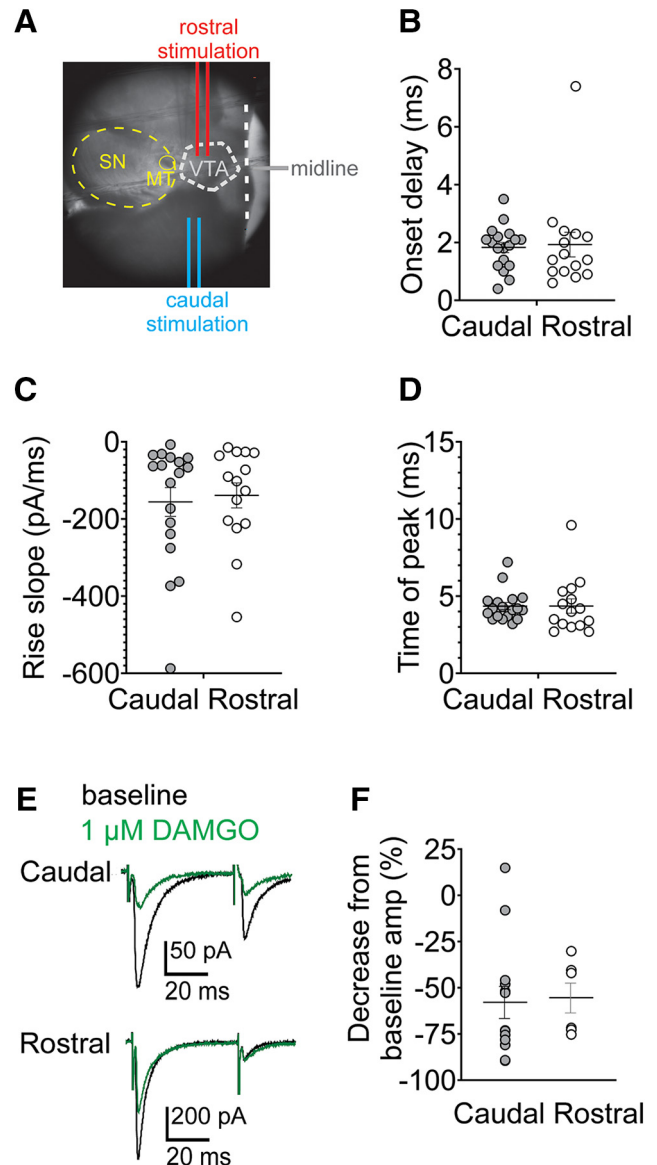 A
rostral
stimulation
SN
MT
VTA
midline
caudal
stimulation
B
Onset delay (ms)
8
6
4
2
0
Caudal Rostral
C
Rise slope (pA/ms)
0
-200
-400
-600
Caudal Rostral
D
Time of peak (ms)
15
10
5
0
Caudal Rostral
E
baseline
1 µM DAMGO
Caudal
50 pA
20 ms
Rostral
200 pA
20 ms
F
Decrease from
baseline amp (%)
25
0
-25
-50
-75
-100
Caudal Rostral